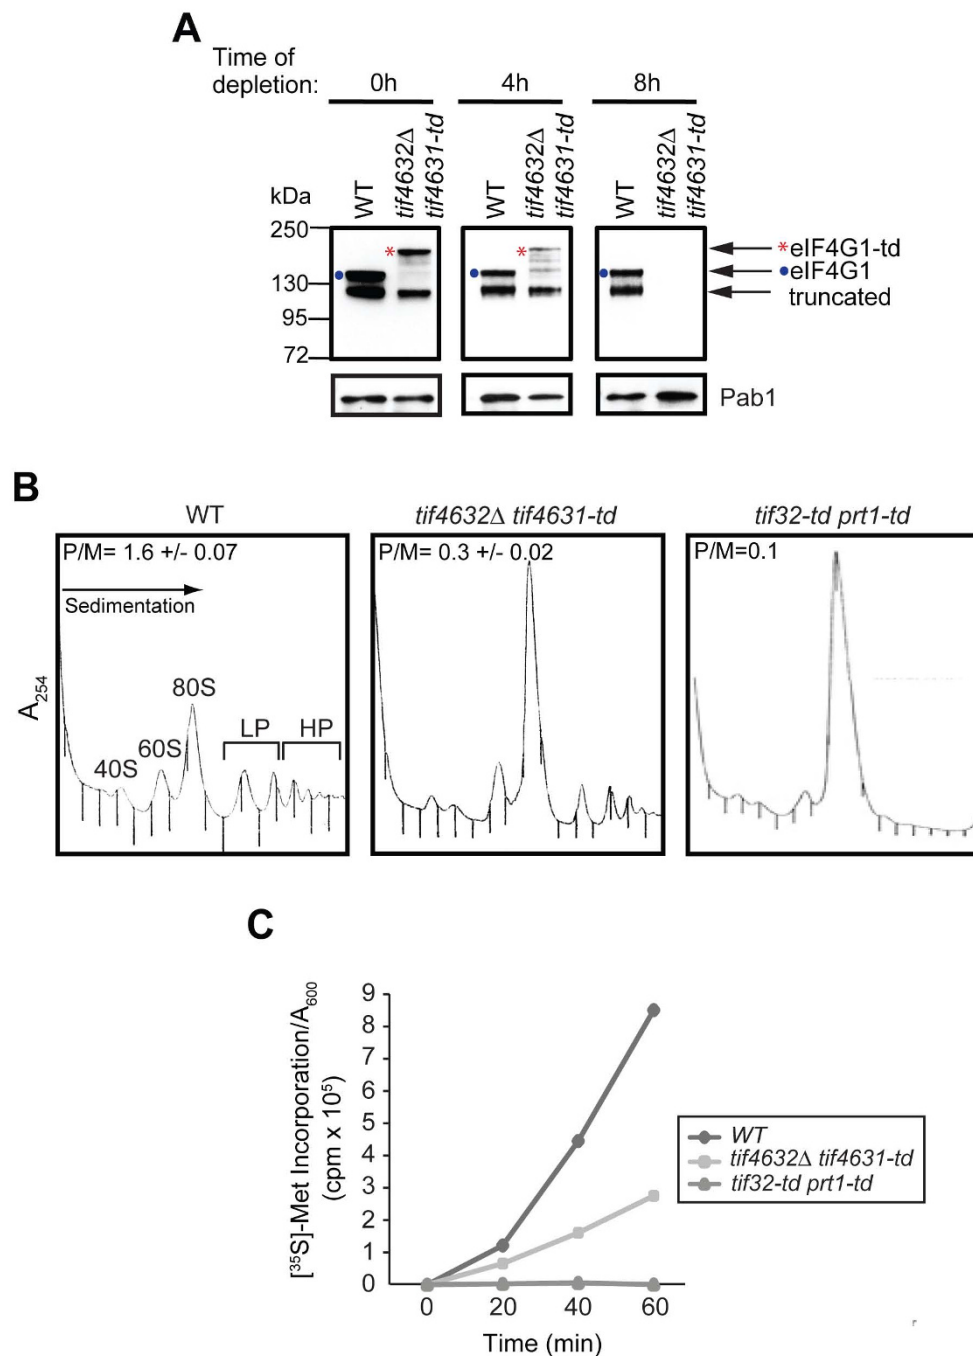 A
Time of
depletion:
0h
4h
8h
WT
tif4632Δ
tif4631-td
WT
tif4632Δ
tif4631-td
WT
tif4632Δ
tif4631-td
kDa
250
130
95
72
*
*
*eIF4G1-td
●eIF4G1
truncated
Pab1
B
WT
tif4632Δ tif4631-td
tif32-td prt1-td
P/M= 1.6 +/- 0.07
P/M= 0.3 +/- 0.02
P/M=0.1
Sedimentation
A254
80S
60S
40S
LP
HP
C
[35S]-Met Incorporation/A600
(cpm x 10⁵)
9
8
7
6
5
4
3
2
1
0
0 20 40 60
Time (min)
WT
tif4632Δ tif4631-td
tif32-td prt1-td